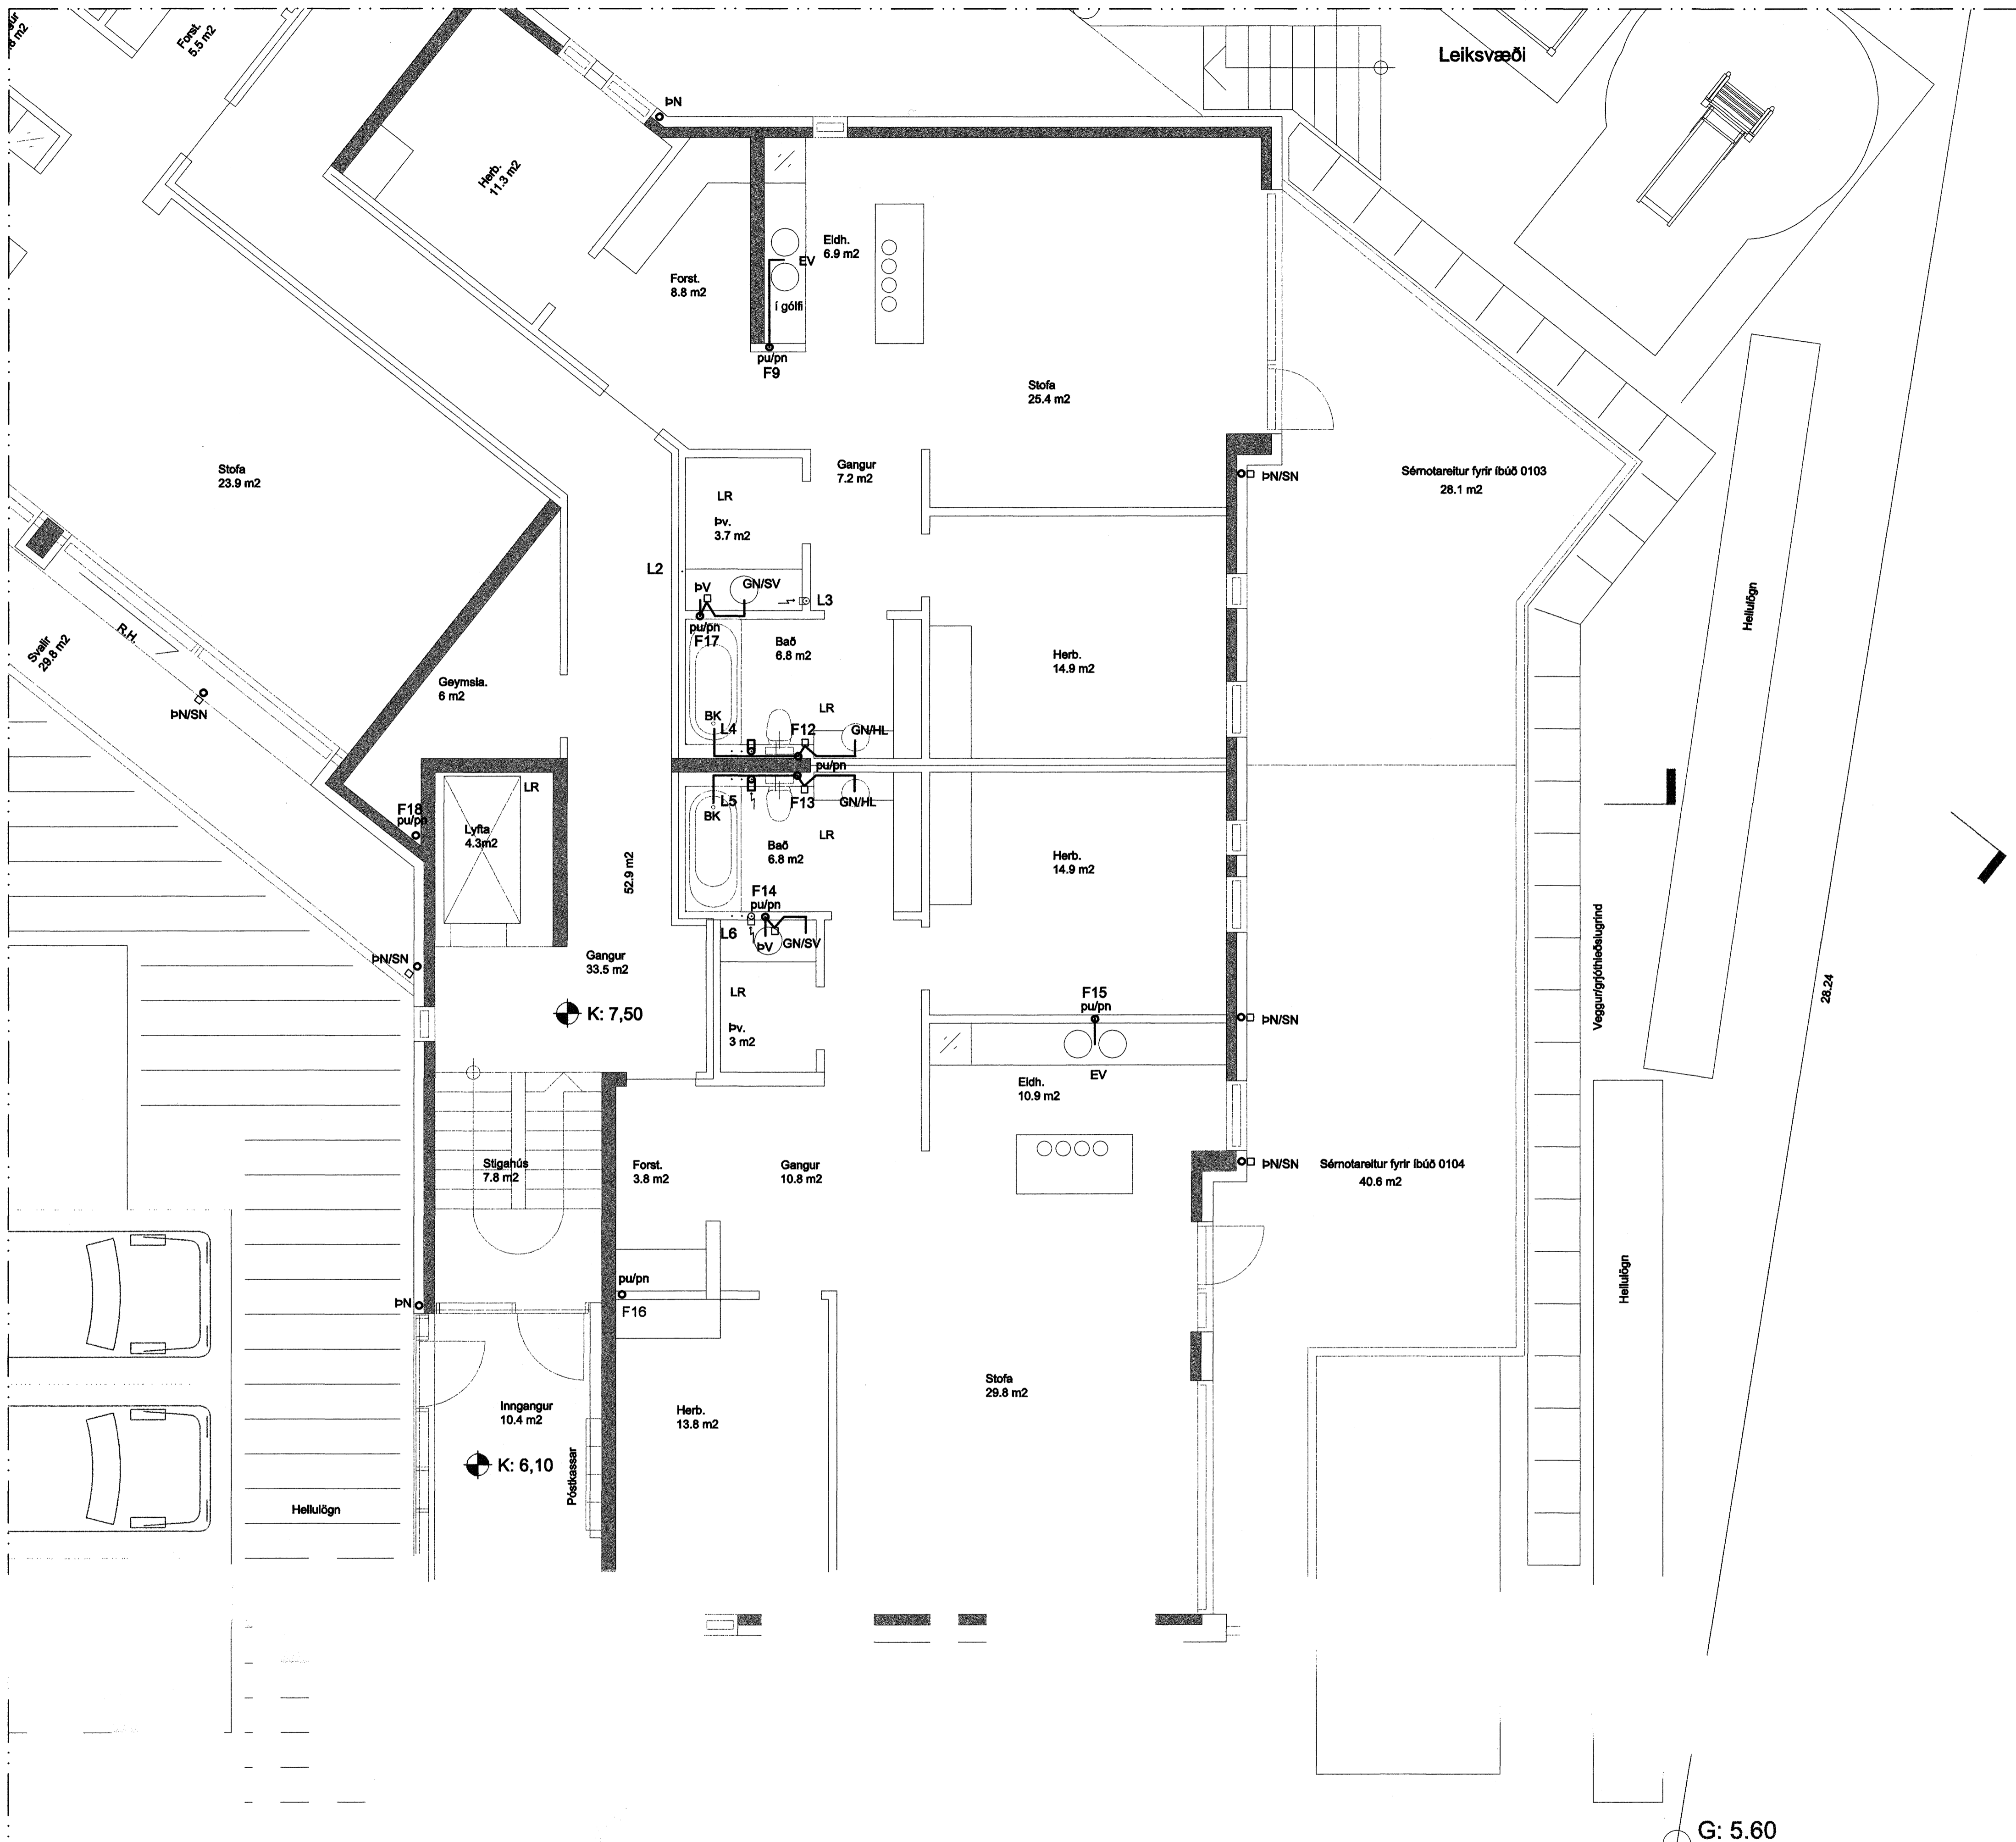 Forst.
5.5 m2
Leiksvæði
ÞN
Herb.
11.3 m2
Eldh.
6.9 m2
EV
Forst.
8.8 m2
Í gólfi
pu/pn
F9
Stofa
25.4 m2
Stofa
23.9 m2
Gangur
7.2 m2
ÞN/SN
Sérnotareitur fyrir íbúð 0103
28.1 m2
LR
Þv.
3.7 m2
L2
ÞV
GN/SV
L3
pu/pn
F17
Bað
6.8 m2
Hellulögn
Svalir
29.8 m2
R.H.
Herb.
14.9 m2
Geymsla.
6 m2
ÞN/SN
BK
LR
L4
F12
GN/HL
pu/pn
LR
F18
pu/pn
Lyfta
4.3m2
L5
F13
GN/HL
BK
LR
Bað
6.8 m2
Herb.
14.9 m2
52.9 m2
F14
pu/pn
L6
ÞV
GN/SV
Veggur/grjóthleðslugrind
28.24
ÞN/SN
Gangur
33.5 m2
LR
F15
pu/pn
K: 7,50
ÞN/SN
Þv.
3 m2
EV
Eldh.
10.9 m2
Stigahús
7.8 m2
Forst.
3.8 m2
Gangur
10.8 m2
ÞN/SN
Sérnotareitur fyrir íbúð 0104
40.6 m2
Hellulögn
pu/pn
ÞN
F16
Stofa
29.8 m2
Inngangur
10.4 m2
Herb.
13.8 m2
K: 6,10
Póstkassar
Hellulögn
G: 5.60